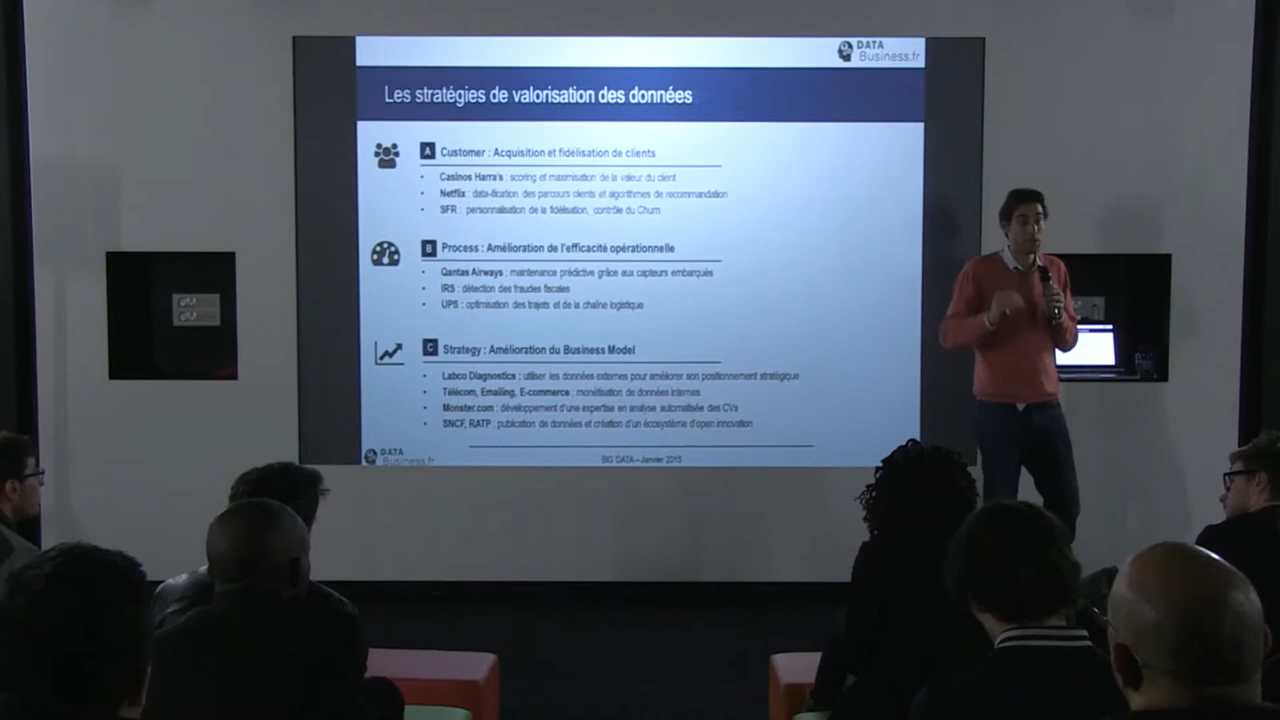 DATA
Business.fr
Les stratégies de valorisation des données
A Customer : Acquisition et fidélisation de clients
• Casinos Harra's : scoring et maximisation de la valeur du client
• Netflix : data-ification des parcours clients et algorithmes de recommandation
• SFR : personnalisation de la fidélisation, contrôle du Churn
B Process : Amélioration de l'efficacité opérationnelle
• Qantas Airways : maintenance prédictive grâce aux capteurs embarqués
• IRS : détection des fraudes fiscales
• UPS : optimisation des trajets et de la chaîne logistique
C Strategy : Amélioration du Business Model
• Labco Diagnostics : utiliser les données externes pour améliorer son positionnement stratégique
• Télécom, Emailing, E-commerce : monétisation de données internes
• Monster.com : développement d'une expertise en analyse automatisée des CVs
• SNCF, RATP : publication de données et création d'un écosystème d'open innovation
DATA
Business.fr
BIG DATA – Janvier 2015